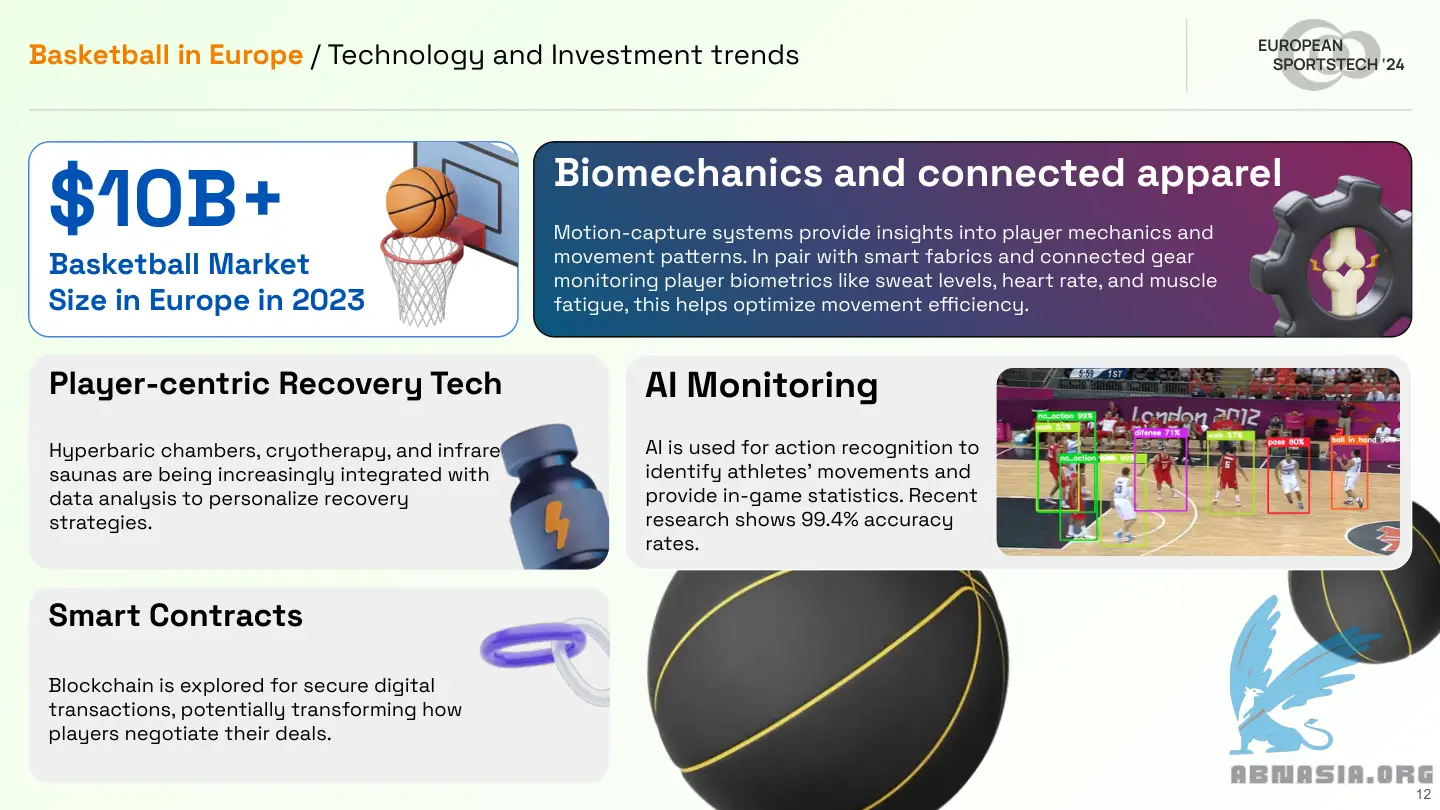 Basketball in Europe / Technology and Investment trends
EUROPEAN
SPORTSTECH '24
$10B+
Basketball Market
Size in Europe in 2023
Biomechanics and connected apparel
Motion-capture systems provide insights into player mechanics and
movement patterns. In pair with smart fabrics and connected gear
monitoring player biometrics like sweat levels, heart rate, and muscle
fatigue, this helps optimize movement efficiency.
Player-centric Recovery Tech
Hyperbaric chambers, cryotherapy, and infrare
saunas are being increasingly integrated with
data analysis to personalize recovery
strategies.
AI Monitoring
AI is used for action recognition to
identify athletes' movements and
provide in-game statistics. Recent
research shows 99.4% accuracy
rates.
5:59 1ST
London 2012
no_action 99%
walk 53%
difense 71%
walk 57%
pass 80%
ball in hand 99%
no_action
Smart Contracts
Blockchain is explored for secure digital
transactions, potentially transforming how
players negotiate their deals.
ABNASIA.ORG
12